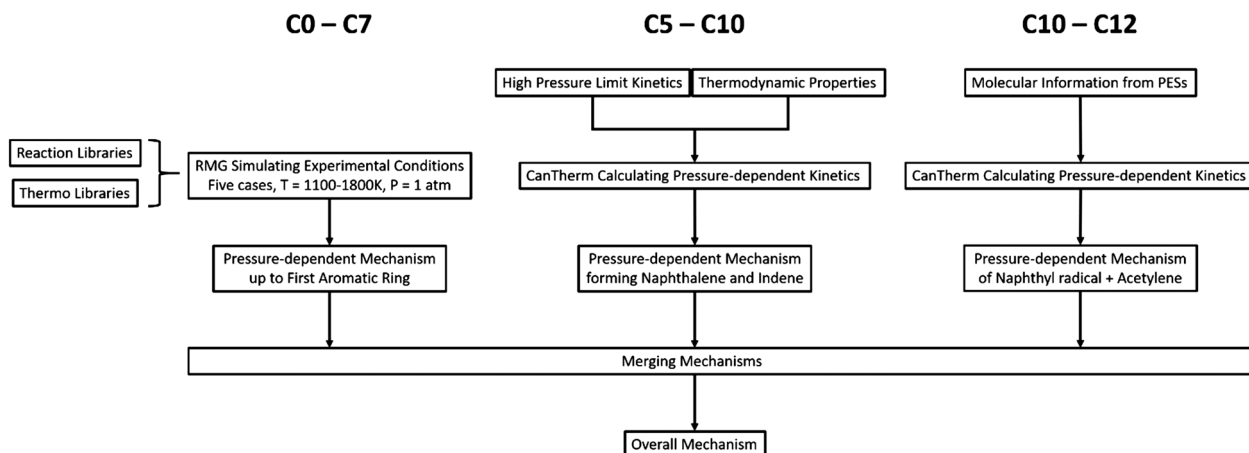 C0 – C7
C5 – C10
C10 – C12
High Pressure Limit Kinetics
Thermodynamic Properties
Molecular Information from PESs
Reaction Libraries
Thermo Libraries
RMG Simulating Experimental Conditions
Five cases, T = 1100-1800K, P = 1 atm
CanTherm Calculating Pressure-dependent Kinetics
CanTherm Calculating Pressure-dependent Kinetics
Pressure-dependent Mechanism
up to First Aromatic Ring
Pressure-dependent Mechanism
forming Naphthalene and Indene
Pressure-dependent Mechanism
of Naphthyl radical + Acetylene
Merging Mechanisms
Overall Mechanism